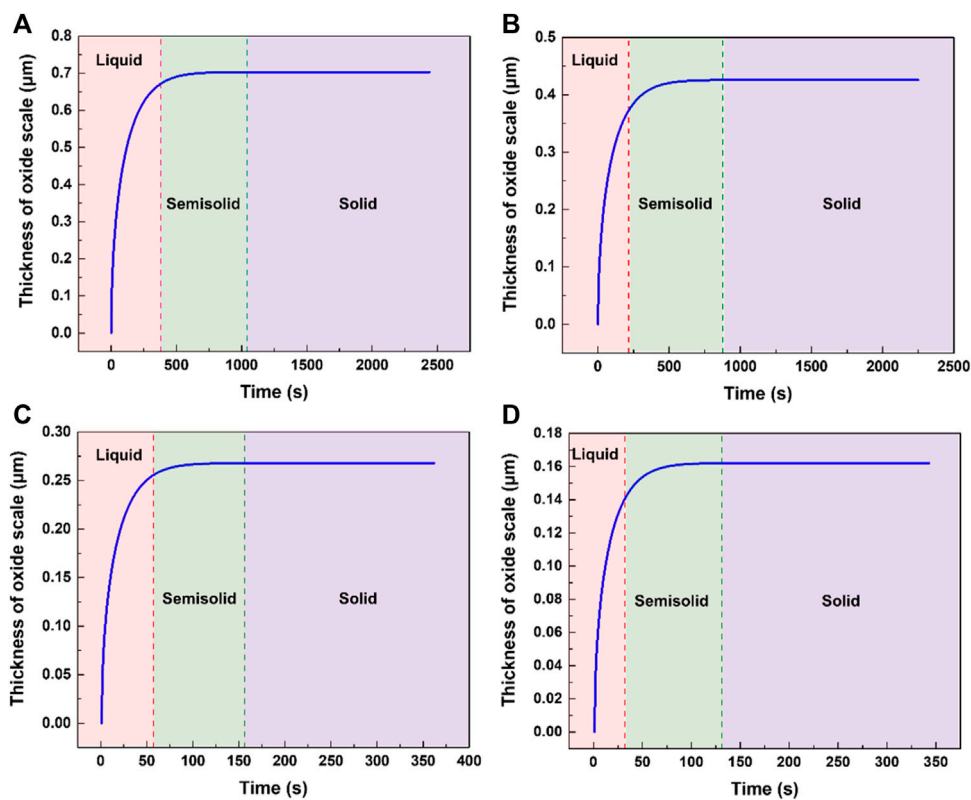 A
Thickness of oxide scale (μm)
0.8
0.7
0.6
0.5
0.4
0.3
0.2
0.1
0.0
Liquid
Semisolid
Solid
0 500 1000 1500 2000 2500
Time (s)
B
Thickness of oxide scale (μm)
0.5
0.4
0.3
0.2
0.1
0.0
Liquid
Semisolid
Solid
0 500 1000 1500 2000 2500
Time (s)
C
Thickness of oxide scale (μm)
0.30
0.25
0.20
0.15
0.10
0.05
0.00
Liquid
Semisolid
Solid
0 50 100 150 200 250 300 350 400
Time (s)
D
Thickness of oxide scale (μm)
0.18
0.16
0.14
0.12
0.10
0.08
0.06
0.04
0.02
0.00
Liquid
Semisolid
Solid
0 50 100 150 200 250 300 350
Time (s)